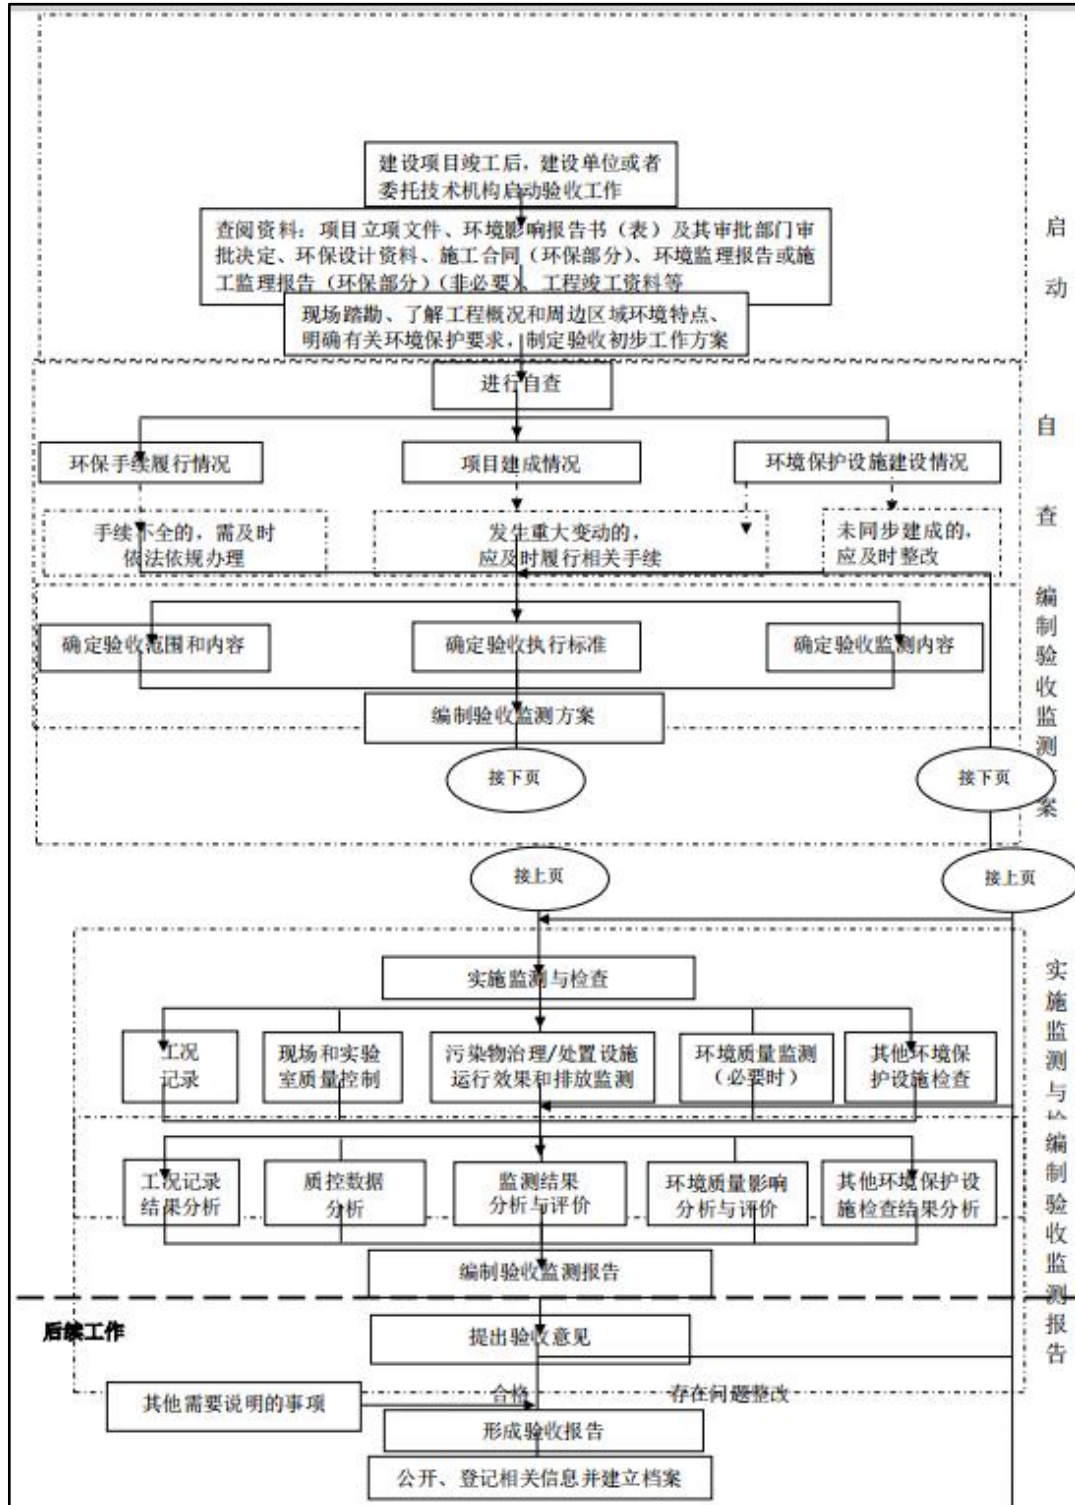 建设项目竣工后，建设单位或者
委托技术机构启动验收工作
查阅资料：项目立项文件、环境影响报告书（表）及其审批部门审
批决定、环保设计资料、施工合同（环保部分）、环境监理报告或施
工监理报告（环保部分）（非必要）、工程竣工资料等
现场踏勘、了解工程概况和周边区域环境特点、
明确有关环境保护要求，制定验收初步工作方案
启
动
进行自查
自
查
环保手续履行情况
项目建成情况
环境保护设施建设情况
手续不全的，需及时
依法依规办理
发生重大变动的，
应及时履行相关手续
未同步建成的，
应及时整改
确定验收范围和内容
确定验收执行标准
确定验收监测内容
编制验收监测方案
编
制
验
收
监
测
案
接下页
接下页
接上页
接上页
实施监测与检查
工况
记录
现场和实验
室质量控制
污染物治理/处置设施
运行效果和排放监测
环境质量监测
（必要时）
其他环境保
护设施检查
实
施
监
测
与
工况记录
结果分析
质控数据
分析
监测结果
分析与评价
环境质量影响
分析与评价
其他环境保护设
施检查结果分析
编制验收监测报告
编
制
验
收
监
测
报
告
后续工作
提出验收意见
合格
存在问题整改
其他需要说明的事项
形成验收报告
公开、登记相关信息并建立档案